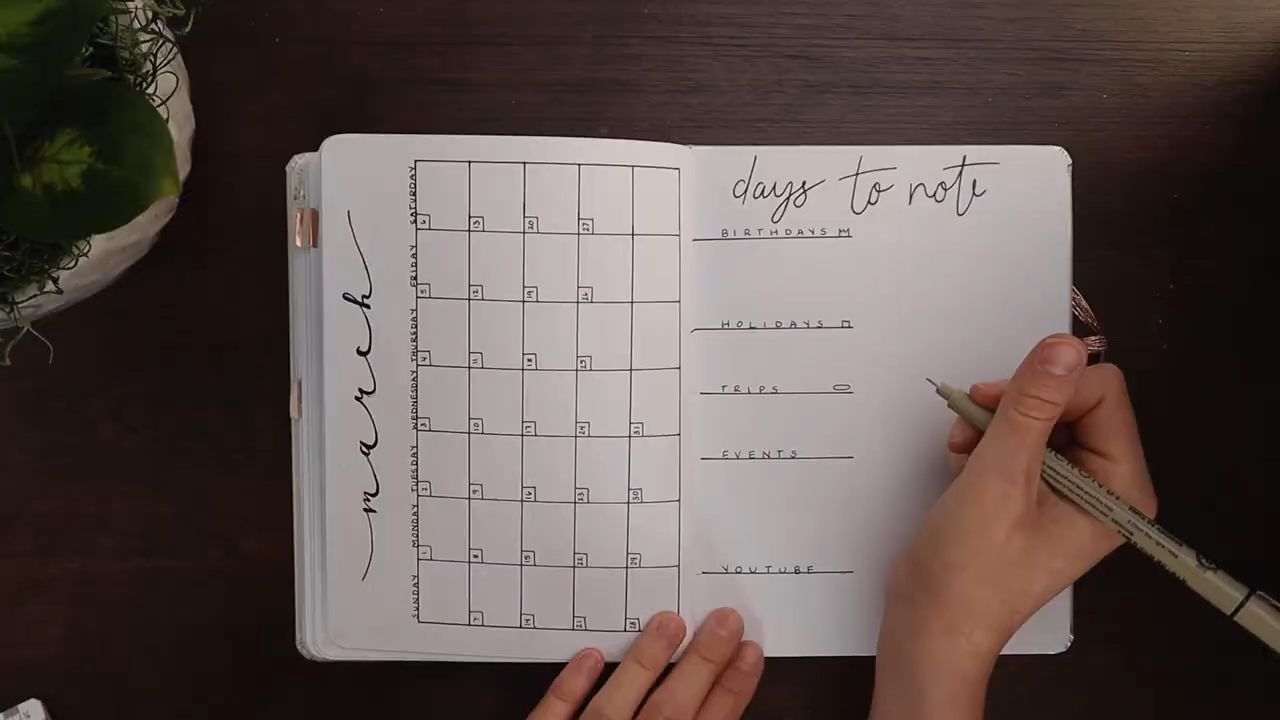 march
SUNDAY MONDAY TUESDAY WEDNESDAY THURSDAY FRIDAY SATURDAY
1 2 3 4 5 6
7 8 9 10 11 12 13
14 15 16 17 18 19 20
21 22 23 24 25 26 27
28 29 30 31
days to note
BIRTHDAYS
HOLIDAYS
TRIPS
EVENTS
YOUTUBE